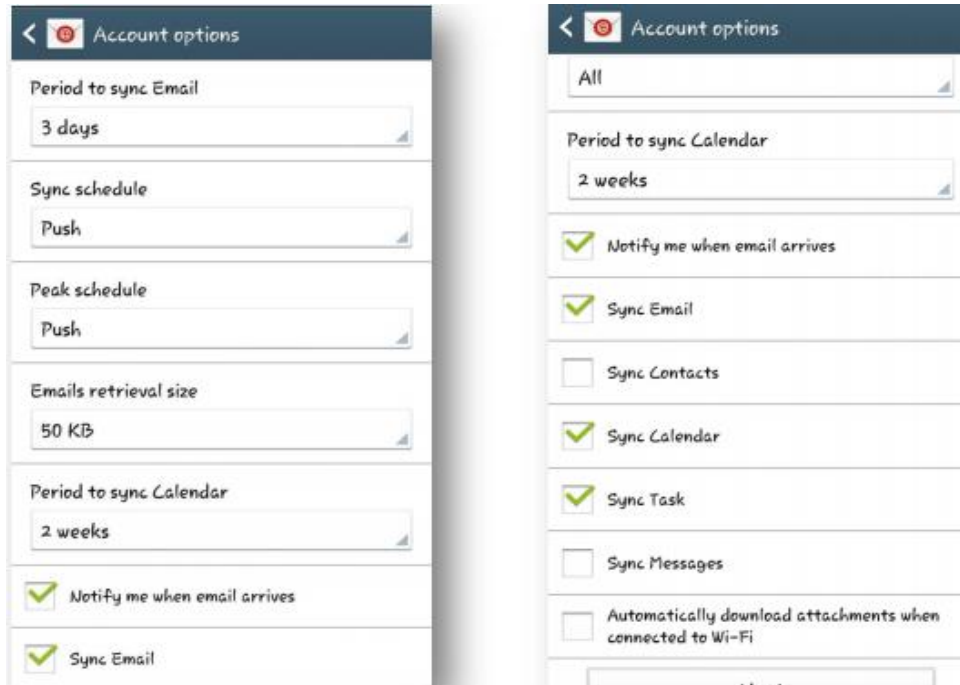 Account options
Period to sync Email
3 days
Sync schedule
Push
Peak schedule
Push
Emails retrieval size
50 KB
Period to sync Calendar
2 weeks
Notify me when email arrives
Sync Email
Account options
All
Period to sync Calendar
2 weeks
Notify me when email arrives
Sync Email
Sync Contacts
Sync Calendar
Sync Task
Sync Messages
Automatically download attachments when
connected to Wi-Fi